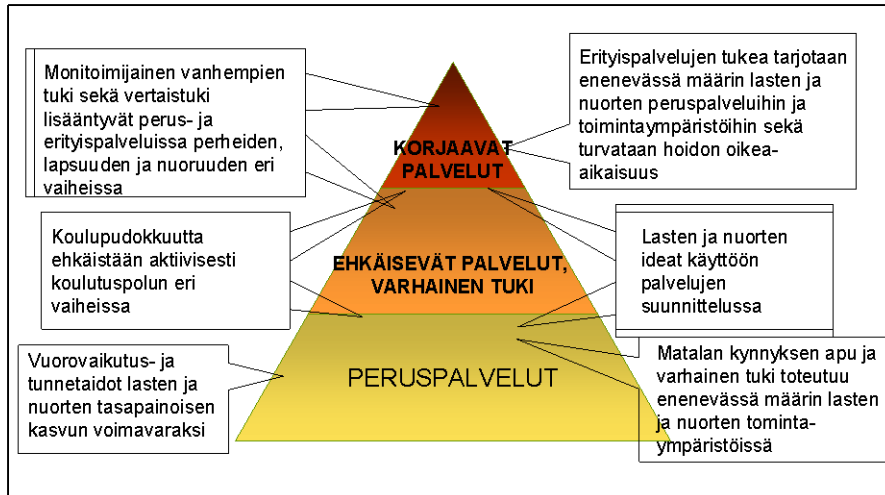 Monitoimijainen vanhempien
tuki sekä vertaistuki
lisääntyvät perus- ja
erityispalveluissa perheiden,
lapsuuden ja nuoruuden eri
vaiheissa
Erityispalvelujen tukea tarjotaan
enenevässä määrin lasten ja
nuorten peruspalveluihin ja
toimintaympäristöihin sekä
turvataan hoidon oikea-
aikaisuus
KORJAAVAT
PALVELUT
Koulupudokkuutta
ehkäistään aktiivisesti
koulutuspolun eri
vaiheissa
EHKÄISEVÄT PALVELUT,
VARHAINEN TUKI
Lasten ja nuorten
ideat käyttöön
palvelujen
suunnittelussa
Vuorovaikutus- ja
tunnetaidot lasten ja
nuorten tasapainoisen
kasvun voimavaraksi
PERUSPALVELUT
Matalan kynnyksen apu ja
varhainen tuki toteutuu
enenevässä määrin lasten
ja nuorten tominta-
ympäristöissä